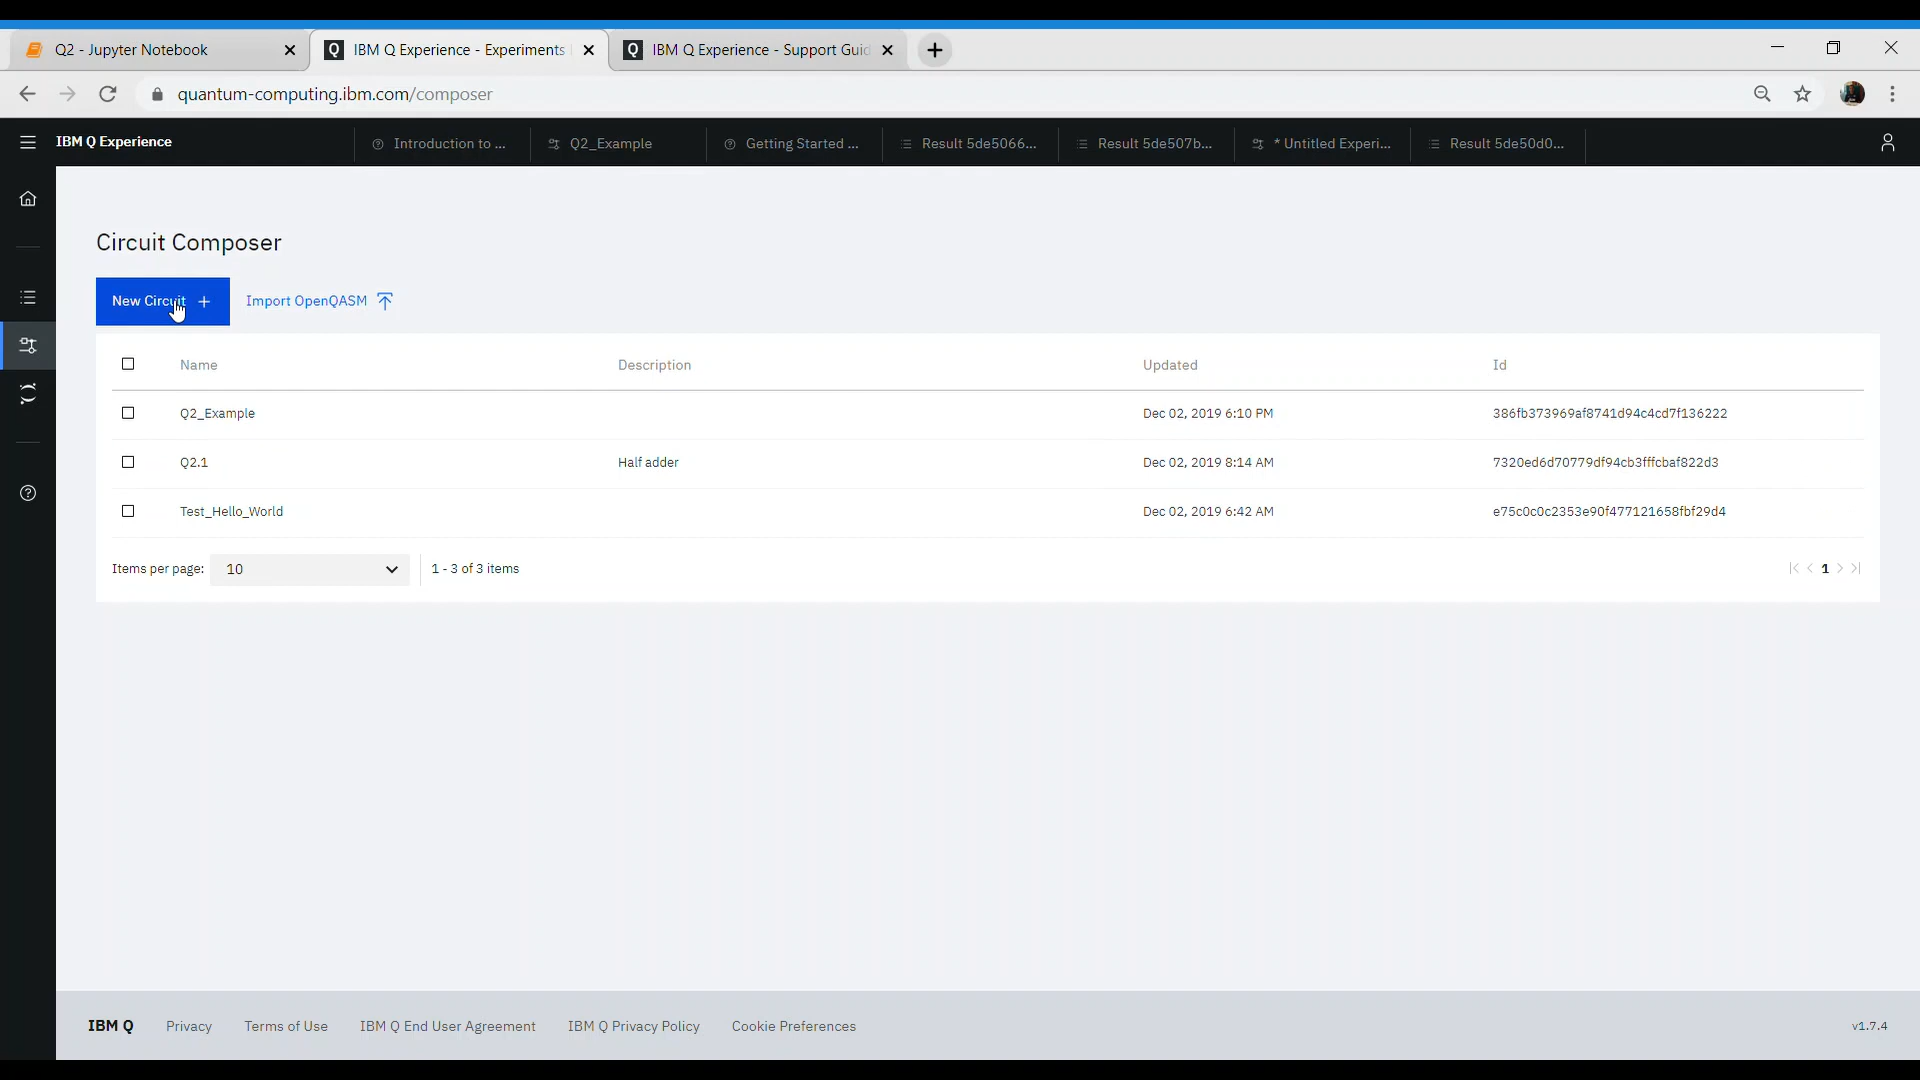 Q2 - Jupyter Notebook
IBM Q Experience - Experiments
IBM Q Experience - Support Guid
quantum-computing.ibm.com/composer
IBM Q Experience
Introduction to ...
Q2_Example
Getting Started ...
Result 5de5066...
Result 5de507b...
* Untitled Experi...
Result 5de50d0...
Circuit Composer
New Circuit +
Import OpenQASM
Name Description Updated Id
Q2_Example Dec 02, 2019 6:10 PM 386fb373969af8741d94c4cd7f136222
Q2.1 Half adder Dec 02, 2019 8:14 AM 7320ed6d70779df94cb3fffcbaf822d3
Test_Hello_World Dec 02, 2019 6:42 AM e75c0c0c2353e90f477121658fbf29d4
Items per page: 10 1 - 3 of 3 items 1
IBM Q Privacy Terms of Use IBM Q End User Agreement IBM Q Privacy Policy Cookie Preferences v1.7.4